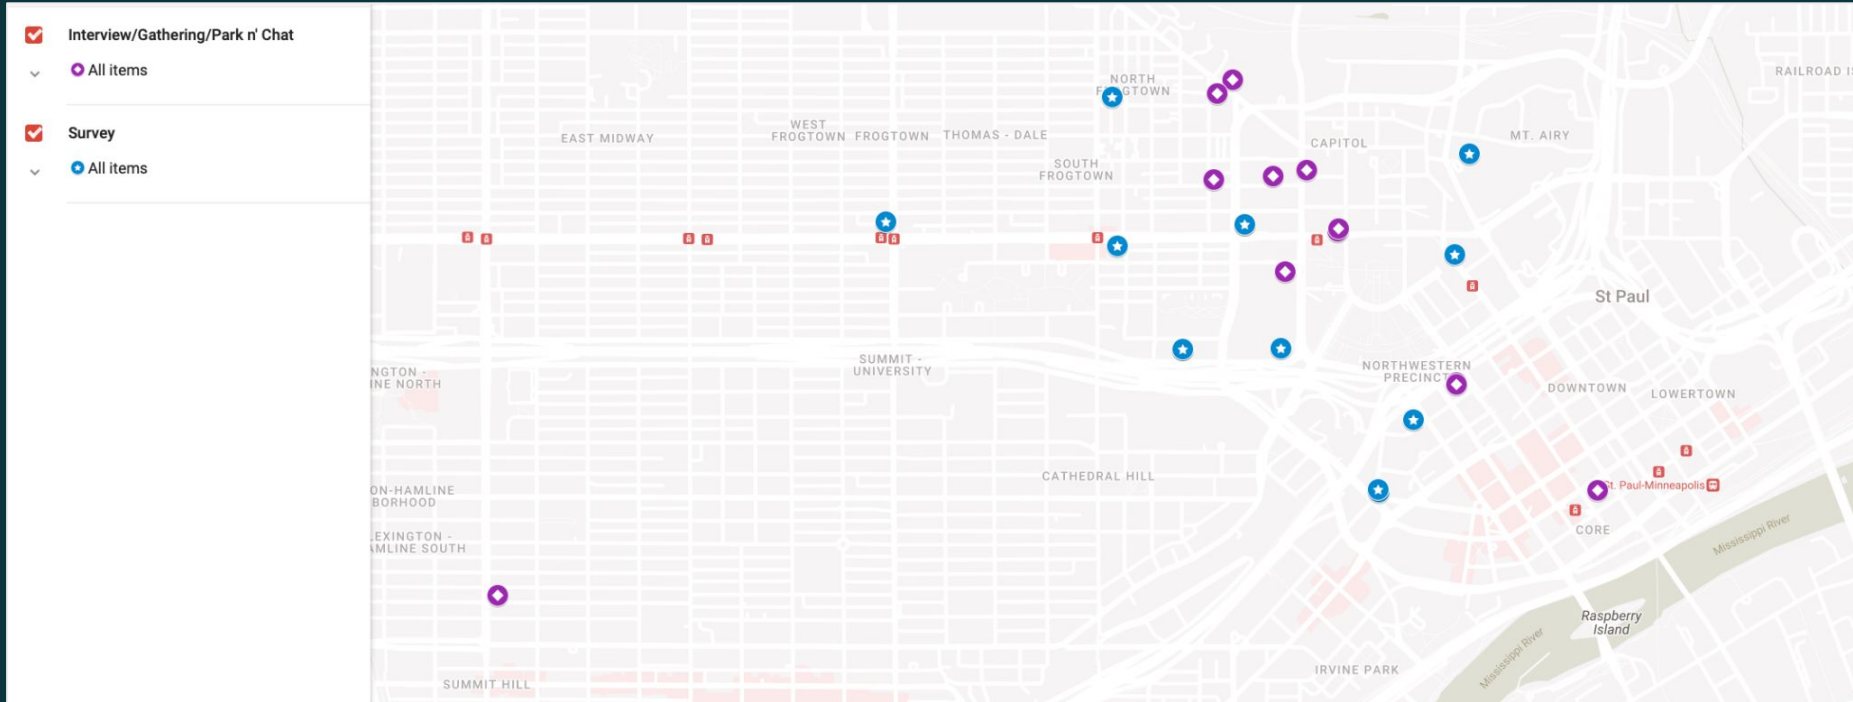 Interview/Gathering/Park n' Chat
All items
Survey
All items
RAILROAD
NORTH
FROGTOWN
WEST
FROGTOWN
EAST MIDWAY
FROGTOWN
THOMAS - DALE
SOUTH
FROGTOWN
CAPITOL
MT. AIRY
St Paul
SUMMIT -
UNIVERSITY
NGTON -
INE NORTH
NORTHWESTERN
PRECINCT
DOWNTOWN
LOWERTOWN
CATHEDRAL HILL
ON-HAMLINE
BORHOOD
St. Paul-Minneapolis
CORE
Mississippi River
LEXINGTON -
AMLINE SOUTH
Raspberry
Island
Mississippi River
IRVINE PARK
SUMMIT HILL